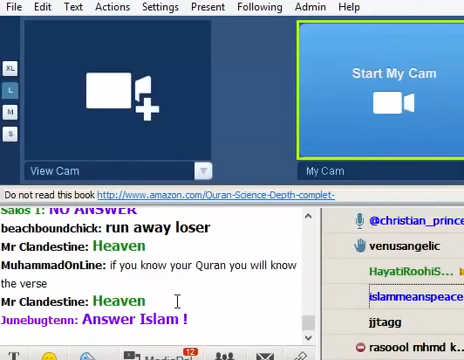 File Edit Text Actions Settings Present Following Admin Help
XL
L
M
S
Start My Cam
View Cam
My Cam
Do not read this book http://www.amazon.com/Quran-Science-Depth-complet-
Salos 1: NO ANSWER
beachboundchick: run away loser
Mr Clandestine: Heaven
MuhammadOnLine: if you know your Quran you will know
the verse
Mr Clandestine: Heaven
Junebugtenn: Answer Islam !
@christian_prince
venusangelic
HayatiRoohiS...
islammeanspeace
jjtagg
rasoool mohmmd
T
12